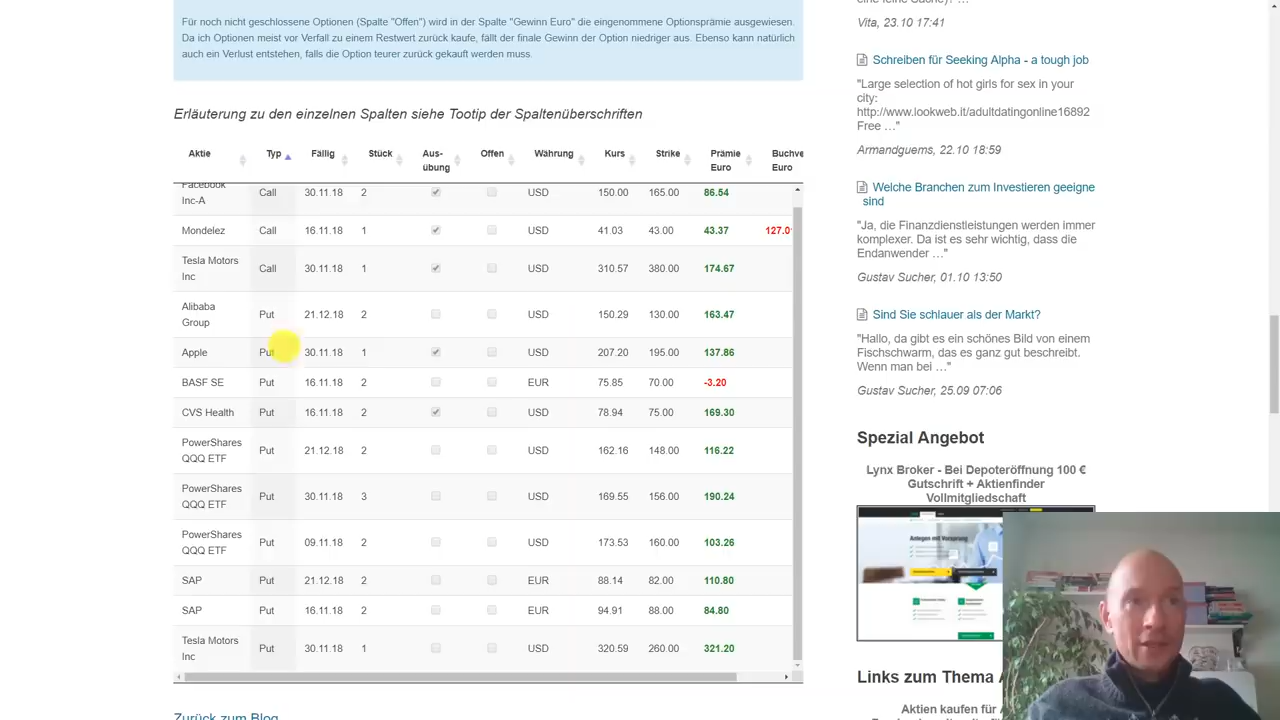 Für noch nicht geschlossene Optionen (Spalte "Offen") wird in der Spalte "Gewinn Euro" die eingenommene Optionsprämie ausgewiesen.
Da ich Optionen meist vor Verfall zu einem Restwert zurück kaufe, fällt der finale Gewinn der Option niedriger aus. Ebenso kann natürlich
auch ein Verlust entstehen, falls die Option teurer zurück gekauft werden muss.
Erläuterung zu den einzenen Spalten siehe Tootip der Spaltenüberschriften
Aktie Typ Fällig Stück Aus- Offen Währung Kurs Strike Prämie Buchve
übung Euro Euro
Facebook
Inc-A Call 30.11.18 2 USD 150.00 165.00 86.54
Mondelez Call 16.11.18 2 USD 41.03 43.00 43.37 127.0
Tesla Motors
Inc Call 30.11.18 1 USD 310.57 380.00 174.67
Alibaba
Group Put 21.12.18 2 USD 150.29 130.00 163.47
Apple Put 30.11.18 1 USD 207.20 195.00 137.86
BASF SE Put 16.11.18 2 EUR 75.85 70.00 -3.20
CVS Health Put 16.11.18 2 USD 78.94 75.00 169.30
PowerShares
QQQ ETF Put 21.12.18 2 USD 162.16 148.00 116.22
PowerShares
QQQ ETF Put 30.11.18 3 USD 169.55 156.00 190.24
PowerShares
QQQ ETF Put 09.11.18 2 USD 173.53 160.00 103.26
SAP Put 21.12.18 2 EUR 88.14 82.00 110.80
SAP Put 16.11.18 2 EUR 94.91 88.00 84.80
Tesla Motors
Inc Put 30.11.18 1 USD 320.59 260.00 321.20
Zurück zum Blog
Vita, 23.10 17:41
Schreiben für Seeking Alpha - a tough job
"Large selection of hot girls for sex in your
city:
http://www.lookweb.it/adultdatingonline16892
Free …"
Armandguems, 22.10 18:59
Welche Branchen zum Investieren geeigne
sind
"Ja, die Finanzdienstleistungen werden immer
komplexer. Da ist es sehr wichtig, dass die
Endanwender …"
Gustav Sucher, 01.10 13:50
Sind Sie schlauer als der Markt?
"Hallo, da gibt es ein schönes Bild von einem
Fischschwarm, das es ganz gut beschreibt.
Wenn man bei …"
Gustav Sucher, 25.09 07:06
Spezial Angebot
Lynx Broker - Bei Depoteröffnung 100 €
Gutschrift + Aktienfinder
Vollmitgliedschaft
Anlegen mit Vorsprung
Links zum Thema
Aktien kaufen für